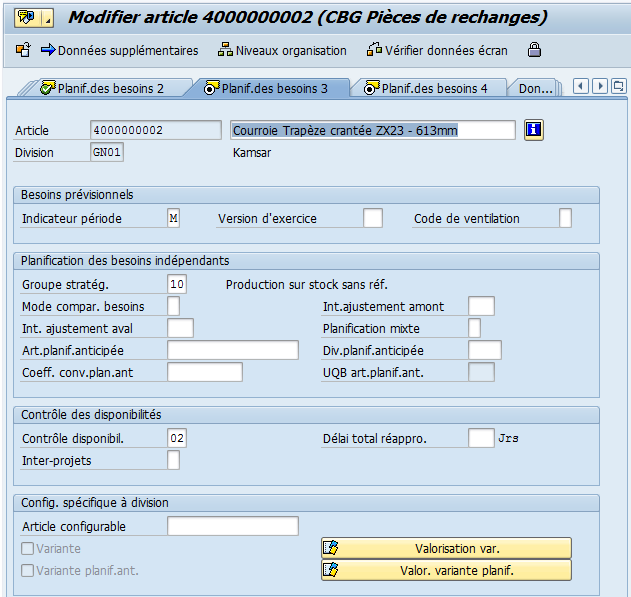 Modifier article 4000000002 (CBG Pièces de rechanges)
Données supplémentaires Niveaux organisation Vérifier données écran
Planif.des besoins 2 Planif.des besoins 3 Planif.des besoins 4 Don...
Article 4000000002 Courroie Trapèze crantée ZX23 - 613mm
Division GN01 Kamsar
Besoins prévisionnels
Indicateur période M Version d'exercice Code de ventilation
Planification des besoins indépendants
Groupe stratég. 10 Production sur stock sans réf.
Mode compar. besoins Int.ajustement amont
Int. ajustement aval Planification mixte
Art.planif.anticipée Div.planif.anticipée
Coeff. conv.plan.ant UQB art.planif.ant.
Contrôle des disponibilités
Contrôle disponibil. 02 Délai total réappro. Jrs
Inter-projets
Config. spécifique à division
Article configurable
Variante Valorisation var.
Variante planif.ant. Valor. variante planif.